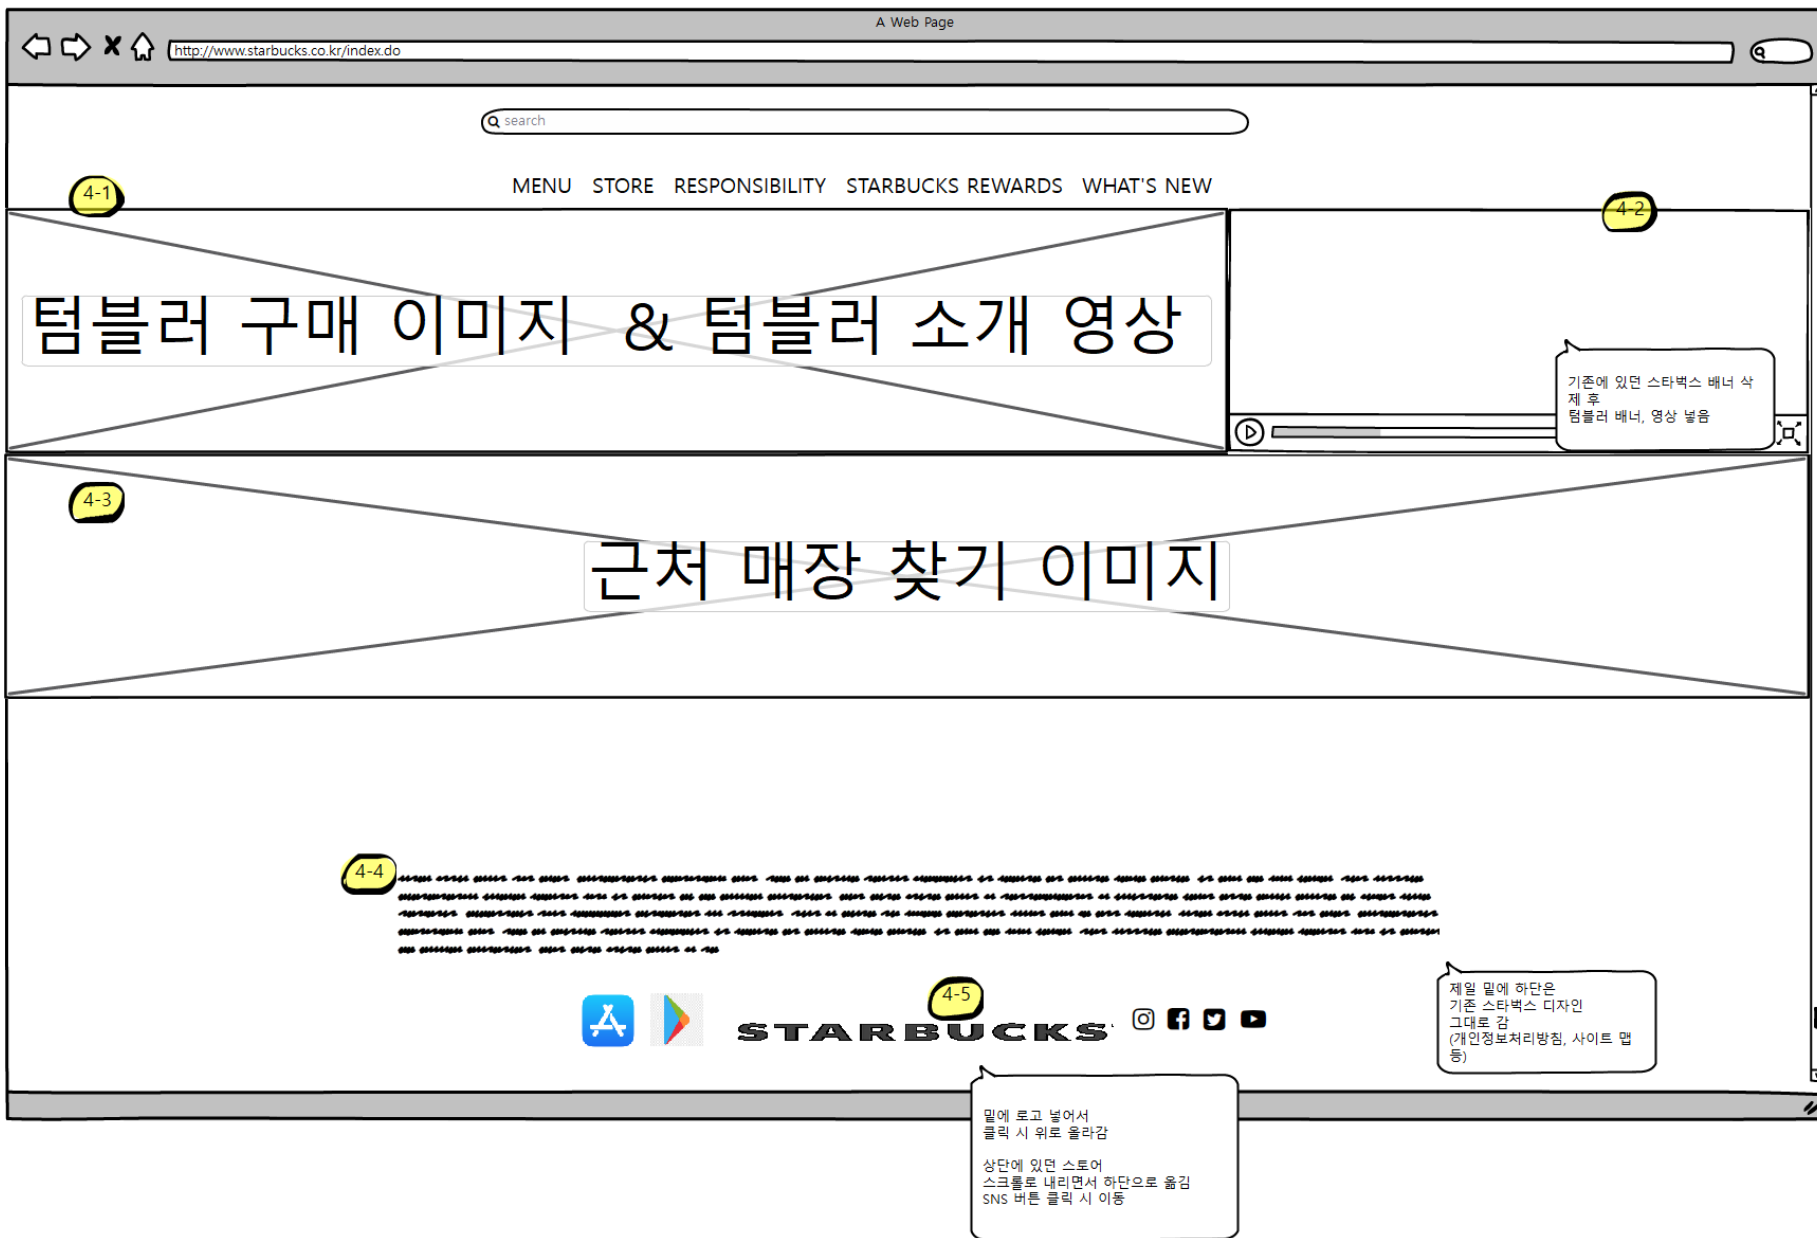 A Web Page
http://www.starbucks.co.kr/index.do
search
MENU STORE RESPONSIBILITY STARBUCKS REWARDS WHAT'S NEW
4-1
4-2
텀블러 구매 이미지 & 텀블러 소개 영상
기존에 있던 스타벅스 배너 삭
제 후
텀블러 배너, 영상 넣음
4-3
근처 매장 찾기 이미지
4-4
4-5
STARBUCKS
제일 밑에 하단은
기존 스타벅스 디자인
그대로 감
(개인정보처리방침, 사이트 맵
등)
밑에 로고 넣어서
클릭 시 위로 올라감
상단에 있던 스토어
스크롤로 내리면서 하단으로 옮김
SNS 버튼 클릭 시 이동